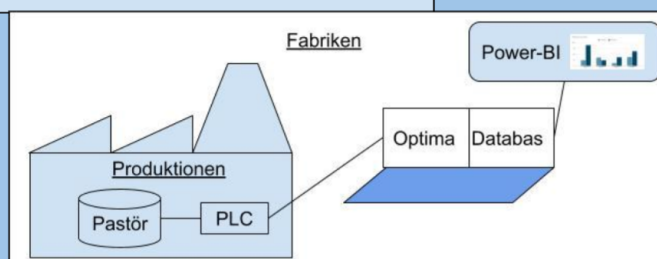 Fabriken
Power-BI
Optima
Databas
Produktionen
Pastör
PLC